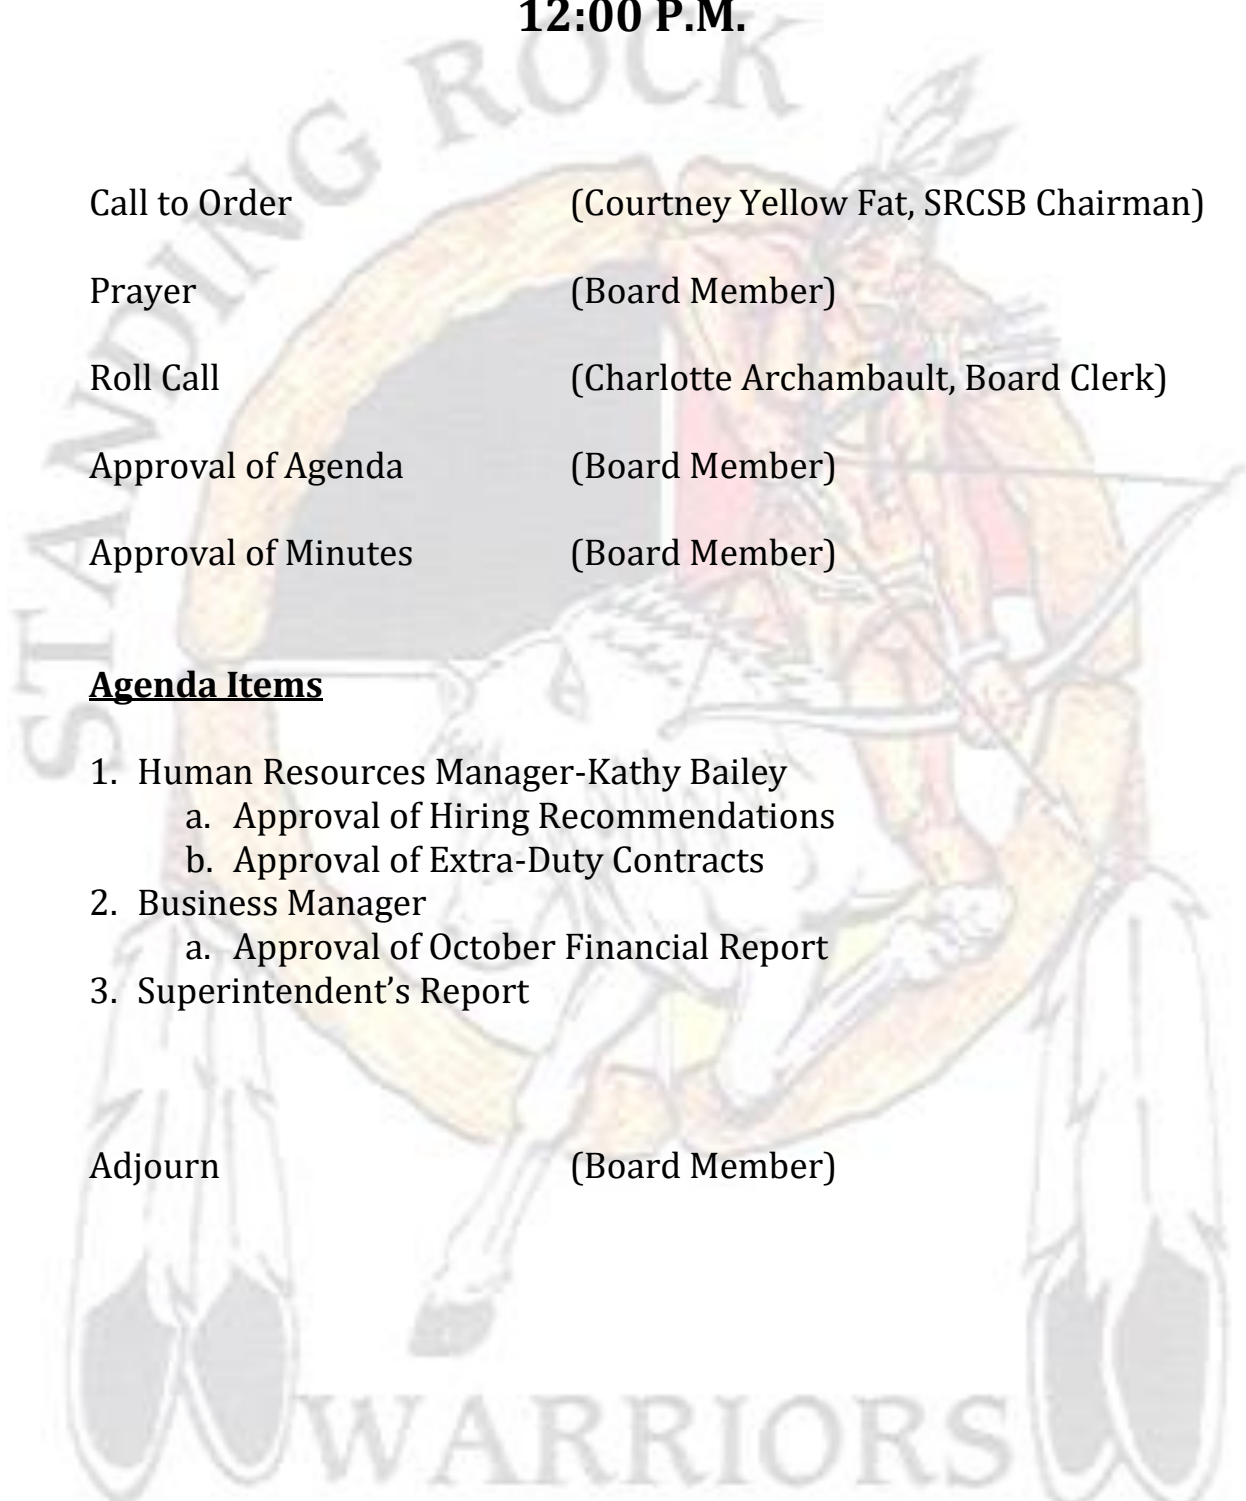 12:00 P.M.
STANDING ROCK
Call to Order (Courtney Yellow Fat, SRCSB Chairman)
Prayer (Board Member)
Roll Call (Charlotte Archambault, Board Clerk)
Approval of Agenda (Board Member)
Approval of Minutes (Board Member)
Agenda Items
1. Human Resources Manager-Kathy Bailey
a. Approval of Hiring Recommendations
b. Approval of Extra-Duty Contracts
2. Business Manager
a. Approval of October Financial Report
3. Superintendent’s Report
Adjourn (Board Member)
WARRIORS